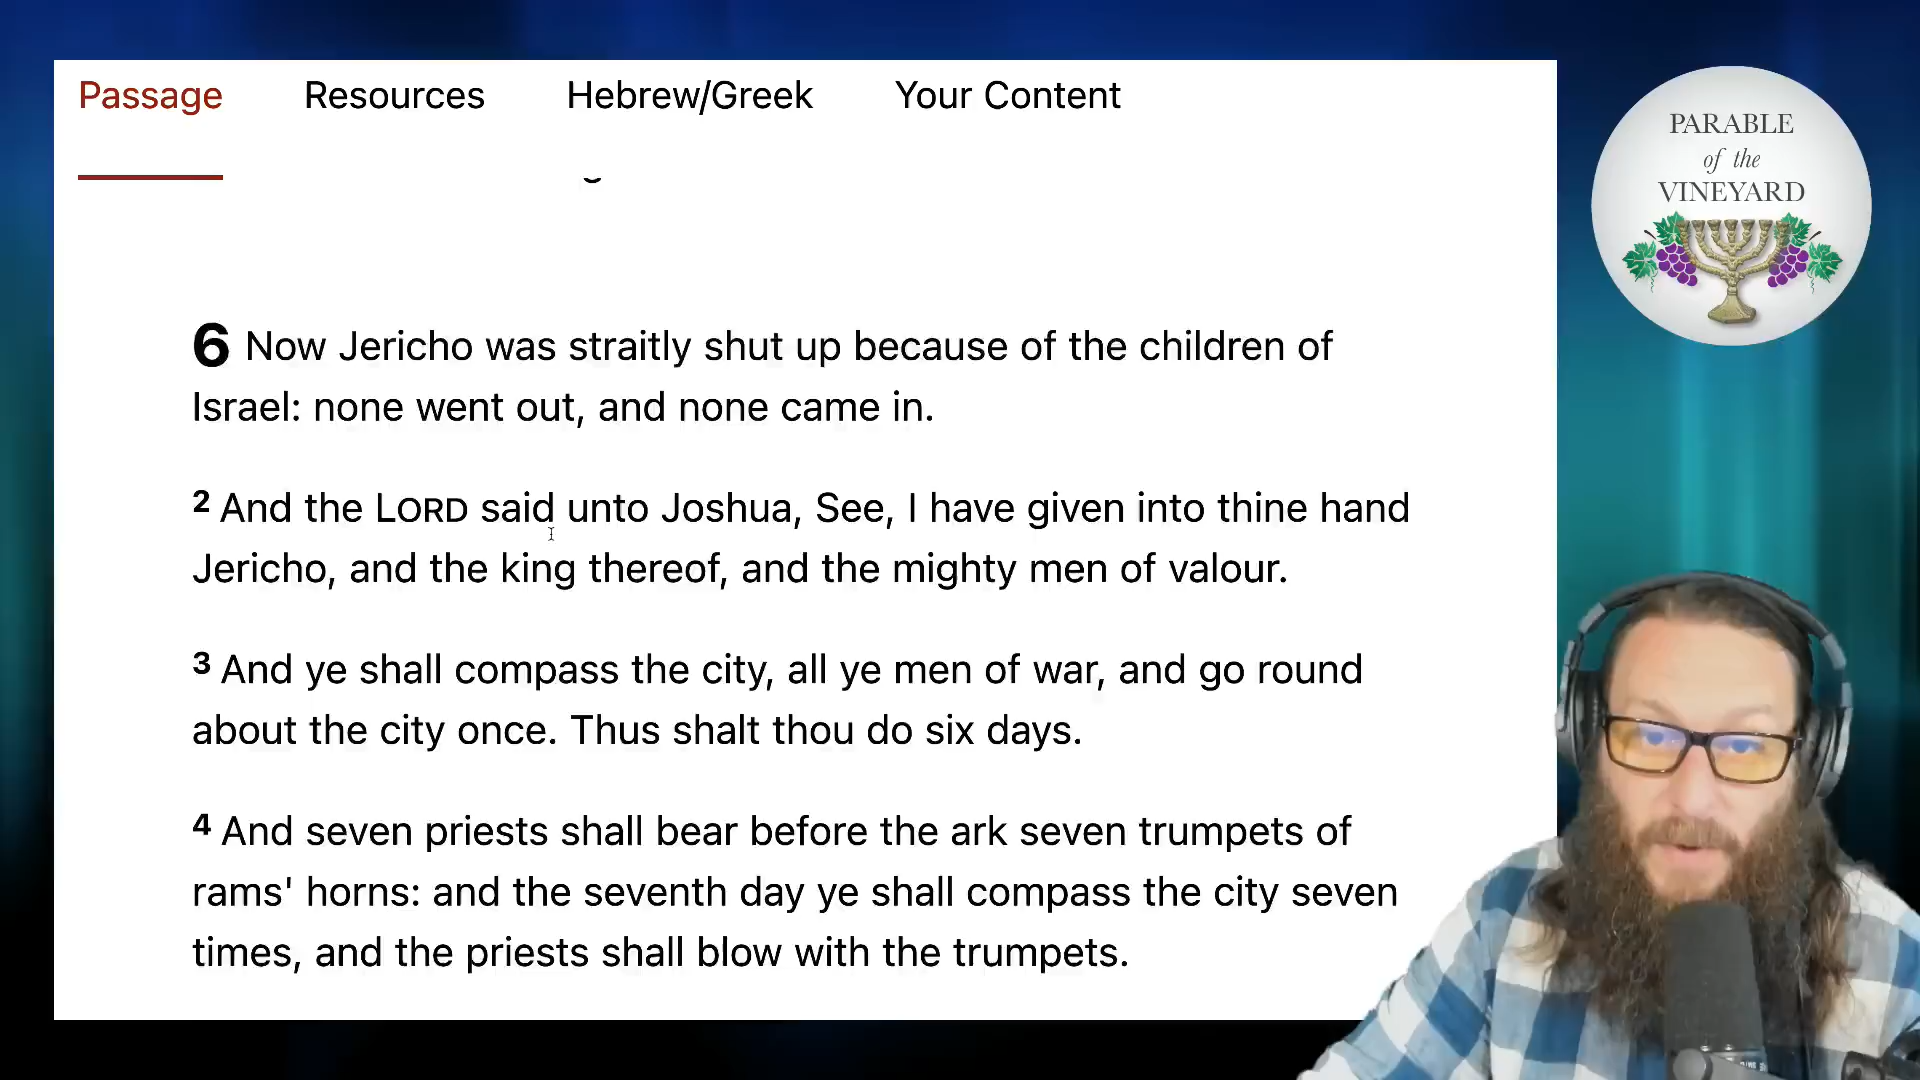 Passage Resources Hebrew/Greek Your Content
PARABLE
of the
VINEYARD
6 Now Jericho was straitly shut up because of the children of
Israel: none went out, and none came in.
2 And the LORD said unto Joshua, See, I have given into thine hand
Jericho, and the king thereof, and the mighty men of valour.
3 And ye shall compass the city, all ye men of war, and go round
about the city once. Thus shalt thou do six days.
4 And seven priests shall bear before the ark seven trumpets of
rams' horns: and the seventh day ye shall compass the city seven
times, and the priests shall blow with the trumpets.